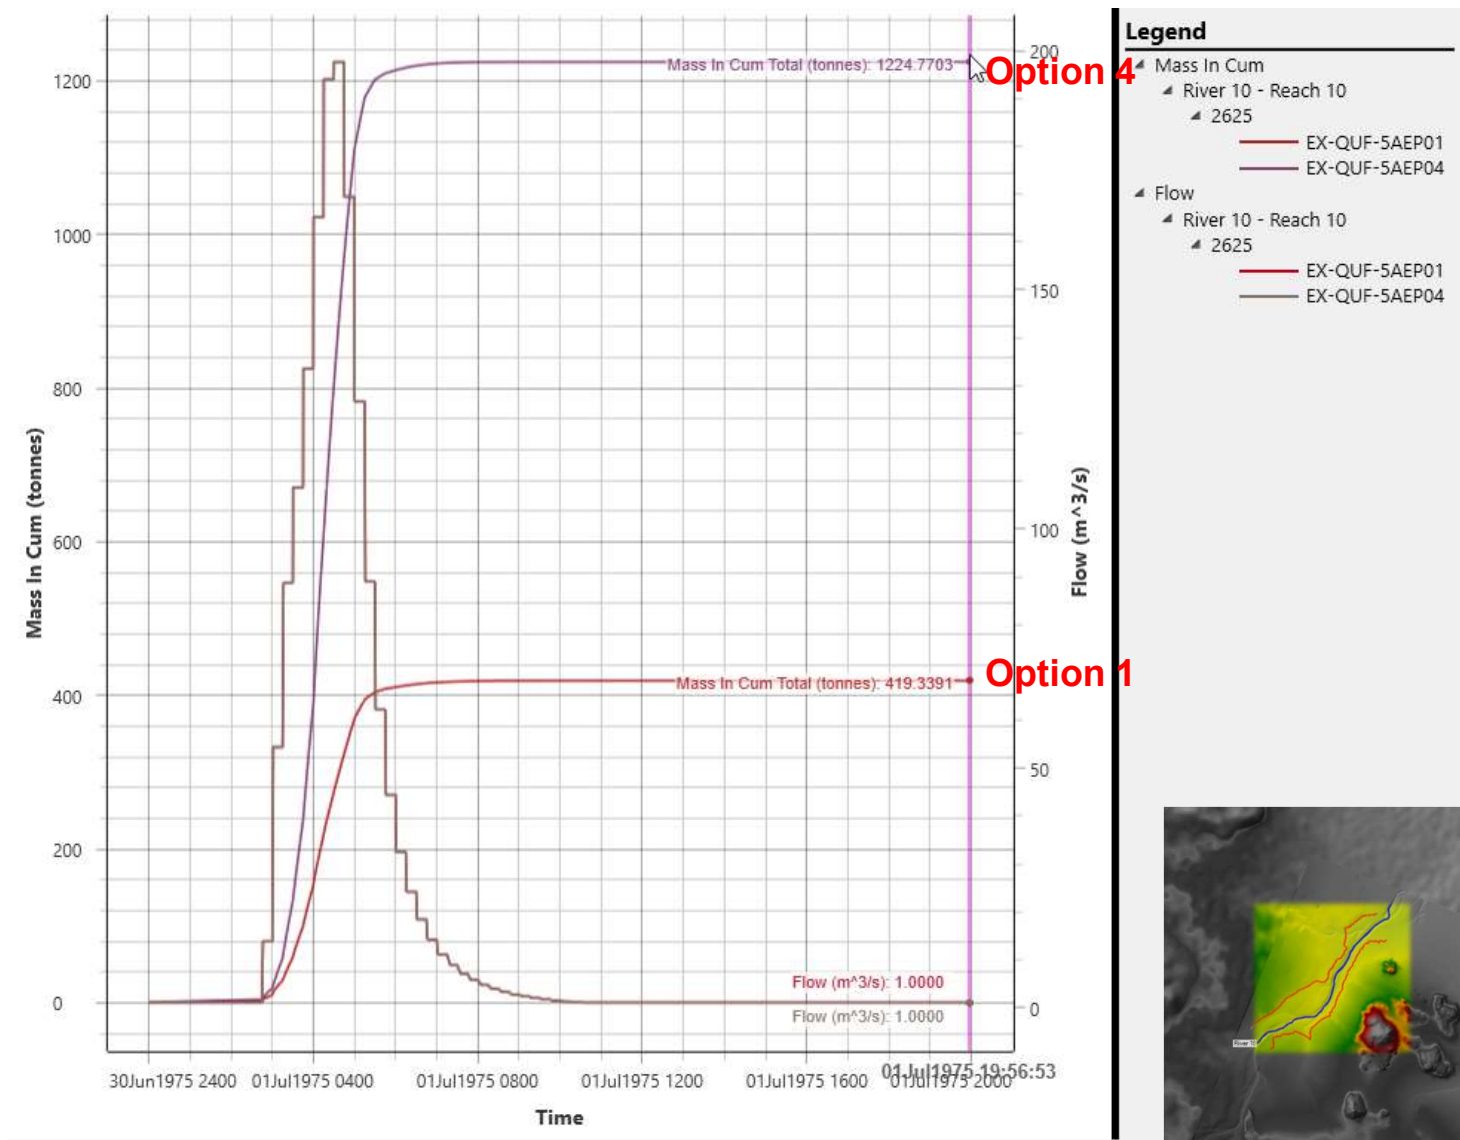 Legend
Mass In Cum
River 10 - Reach 10
2625
EX-QUF-5AEP01
EX-QUF-5AEP04
Flow
River 10 - Reach 10
2625
EX-QUF-5AEP01
EX-QUF-5AEP04
Mass In Cum (tonnes)
1200
1000
800
600
400
200
0
Mass In Cum Total (tonnes): 1224.7703
Option 4
Mass In Cum Total (tonnes): 419.3391
Option 1
Flow (m^3/s): 1.0000
Flow (m^3/s): 1.0000
200
150
100
50
0
Flow (m^3/s)
30Jun1975 2400
01Jul1975 0400
01Jul1975 0800
01Jul1975 1200
01Jul1975 1600
01Jul1975 2000
01Jul1975 19:56:53
Time
River 10